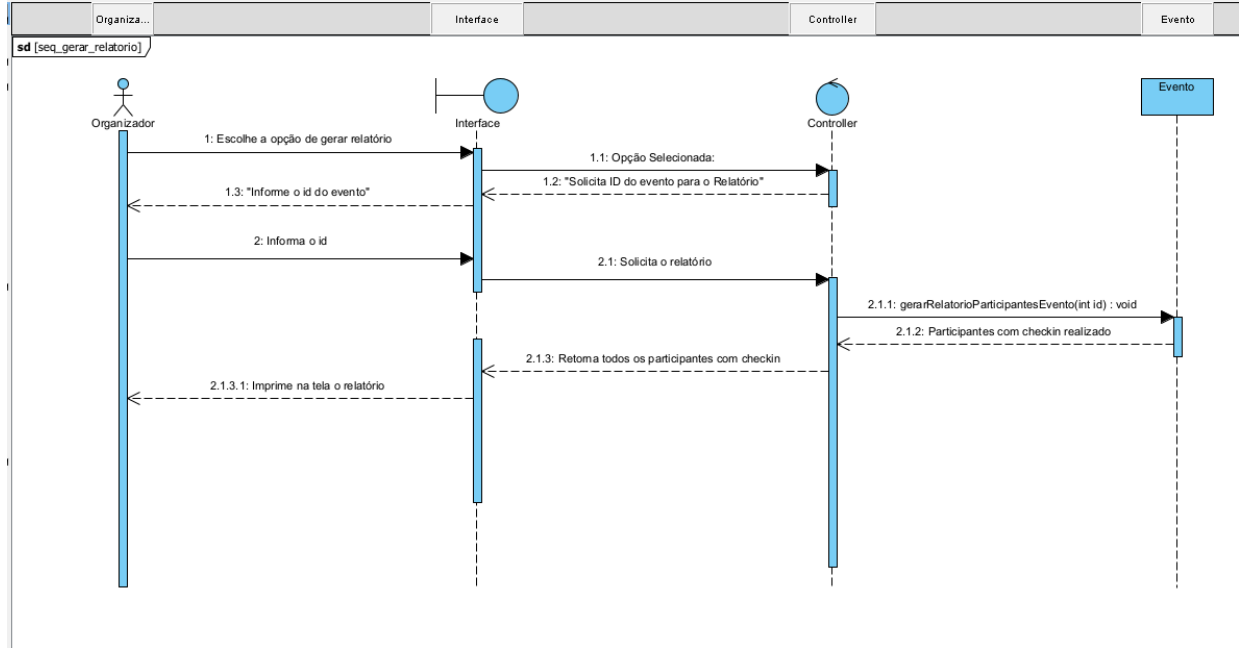 Organiza...
Interface
Controller
Evento
sd [seq_gerar_relatorio]
Evento
Organizador
Interface
Controller
1: Escolhe a opção de gerar relatório
1.1: Opção Selecionada:
1.2: "Solicita ID do evento para o Relatório"
1.3: "Informe o id do evento"
2: Informa o id
2.1: Solicita o relatório
2.1.1: gerarRelatorioParticipantesEvento(int id) : void
2.1.2: Participantes com checkin realizado
2.1.3: Retorna todos os participantes com checkin
2.1.3.1: Imprime na tela o relatório